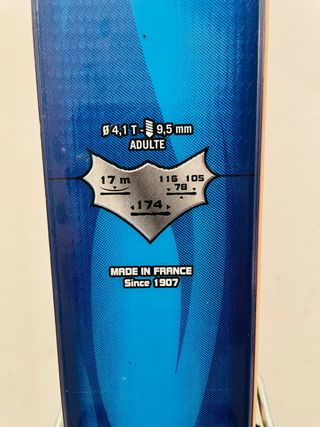 Ø 4,1 T - 9,5 mm
ADULTE
17 m
116 105
78
174
MADE IN FRANCE
Since 1907